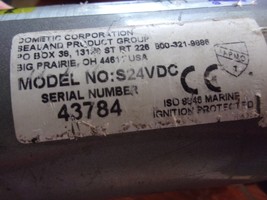 DOMETIC CORPORATION
SEALAND PRODUCT GROUP
PO BOX 38, 13120 ST RT 226 800-321-9886
BIG PRAIRIE, OH 44611 USA
MODEL NO: S24VDC CE
SERIAL NUMBER
43784
ISO 8846 MARINE
IGNITION PROTECTED